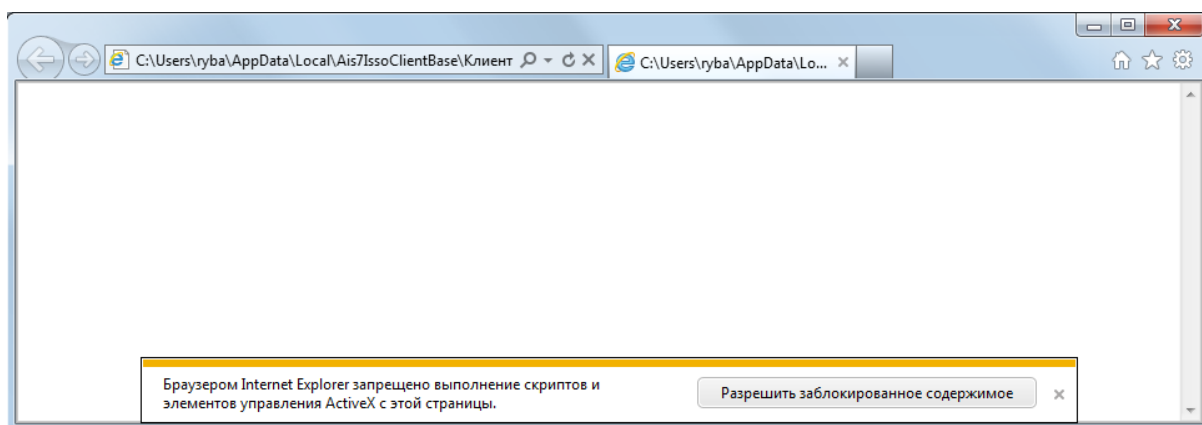 C:\Users\ryba\AppData\Local\Ais7IssoClientBase\Клиент
C:\Users\ryba\AppData\Lo...
Браузером Internet Explorer запрещено выполнение скриптов и
элементов управления ActiveX с этой страницы.
Разрешить заблокированное содержимое